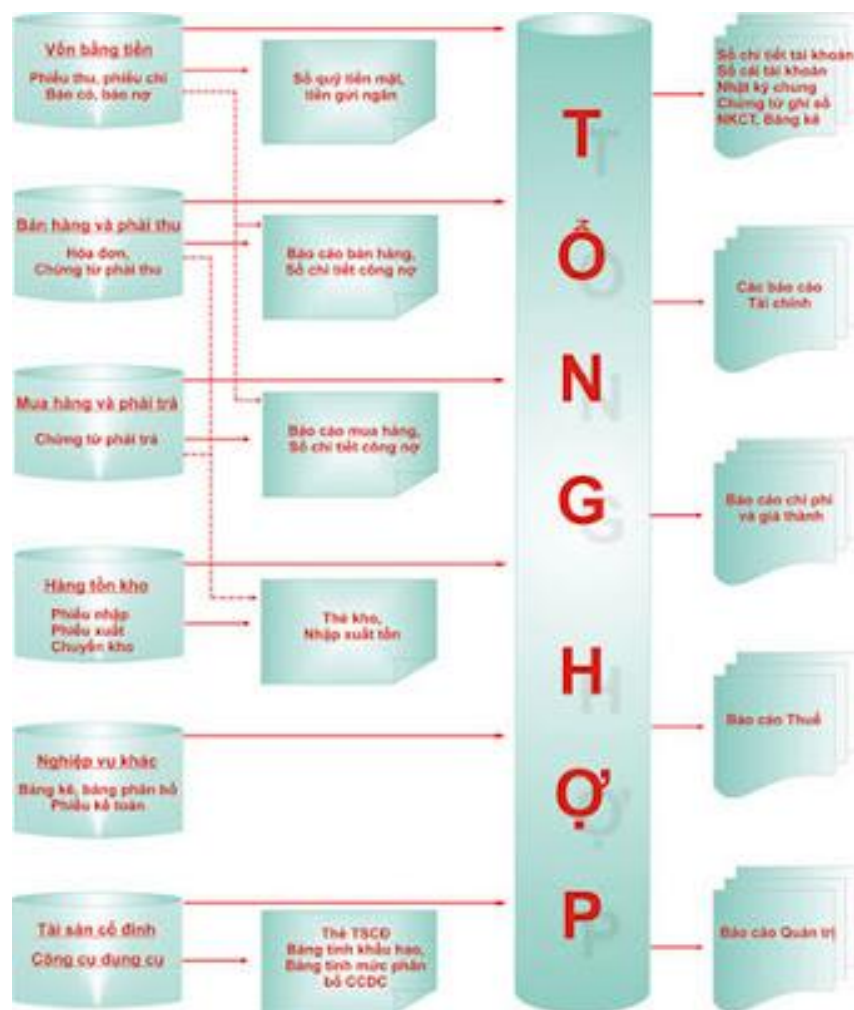 Vốn bằng tiền
Phiếu thu, phiếu chi
Báo có, báo nợ
Sổ quỹ tiền mặt,
tiền gửi ngân
Bán hàng và phải thu
Hóa đơn,
Chứng từ phải thu
Báo cáo bán hàng,
Sổ chi tiết công nợ
Mua hàng và phải trả
Chứng từ phải trả
Báo cáo mua hàng,
Sổ chi tiết công nợ
Hàng tồn kho
Phiếu nhập
Phiếu xuất
Chuyển kho
Thẻ kho,
Nhập xuất tồn
Nghiệp vụ khác
Bảng kê, bảng phân bổ
Phiếu kế toán
Tài sản cố định
Công cụ dụng cụ
Thẻ TSCĐ
Bảng tính khấu hao,
Bảng tính mức phân
bổ CCDC
TỔNG HỢP
Sổ chi tiết tài khoản
Sổ cái tài khoản
Nhật ký chung
Chứng từ ghi sổ
NKCT, Bảng kê
Các báo cáo
Tài chính
Báo cáo chi phí
và giá thành
Báo cáo Thuế
Báo cáo Quản trị